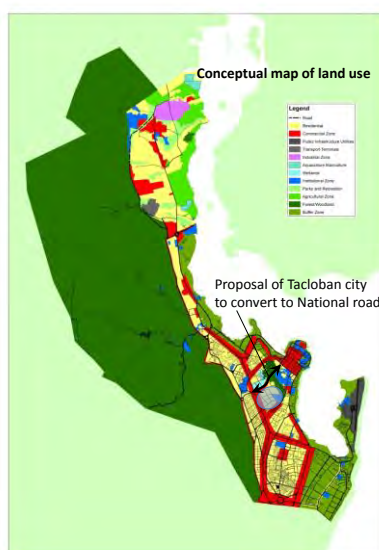 Conceptual map of land use
Legend
Road
Residential
Commercial Zone
Public Infrastructure Utilities
Transport Terminals
Industrial Zone
Aquaculture/Mariculture
Wetlands
Institutional Zone
Parks and Recreation
Agricultural Zone
Forest/Woodland
Buffer Zone
Proposal of Tacloban city
to convert to National road